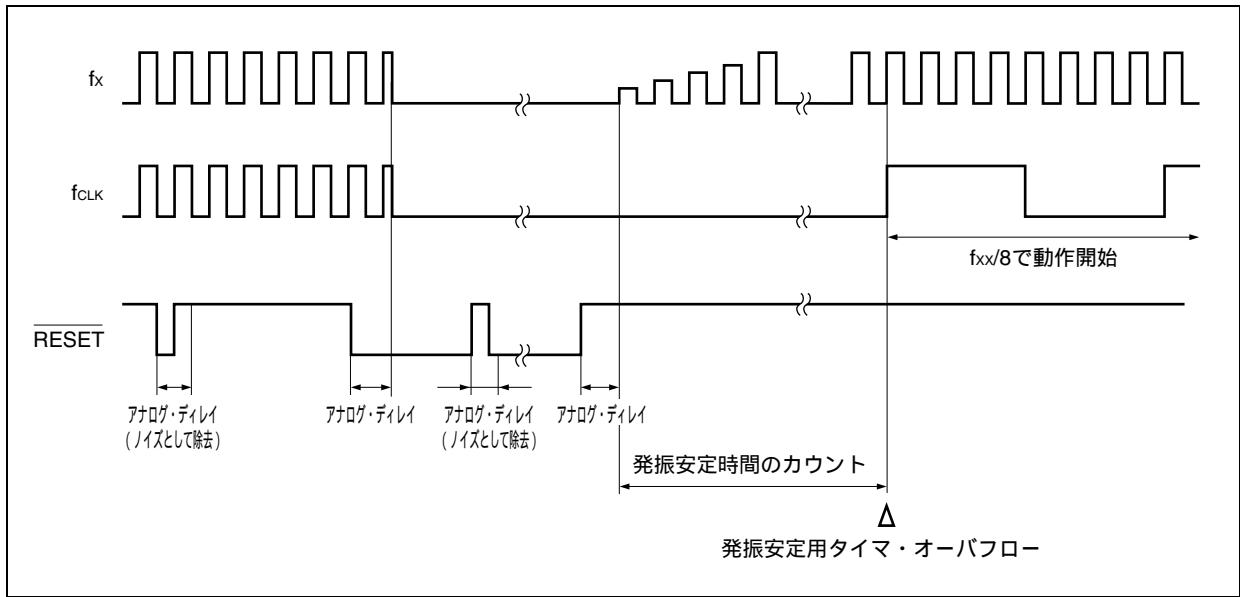 fX
fCLK
fXX/8で動作開始
RESET
アナログ・ディレイ
(ノイズとして除去)
アナログ・ディレイ
アナログ・ディレイ
(ノイズとして除去)
アナログ・ディレイ
発振安定時間のカウント
発振安定用タイマ・オーバフロー